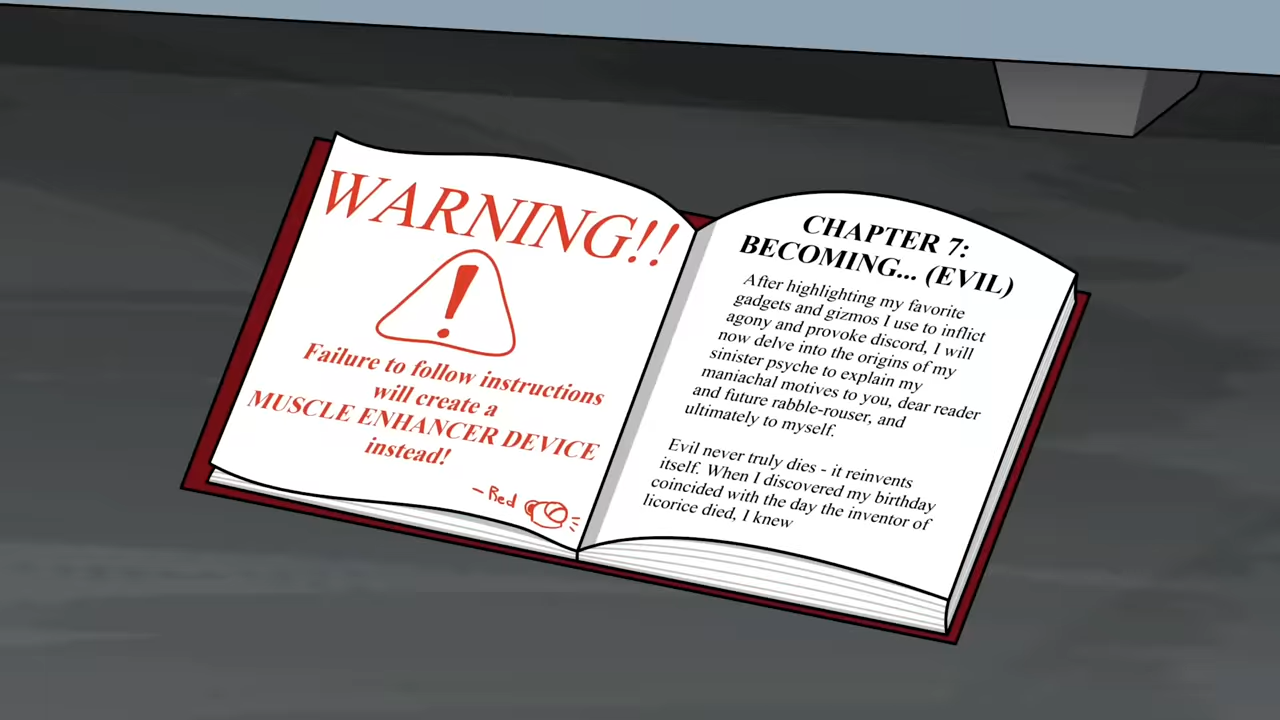 WARNING!!
!
Failure to follow instructions
will create a
MUSCLE ENHANCER DEVICE
instead!
- Red
CHAPTER 7:
BECOMING... (EVIL)
After highlighting my favorite
gadgets and gizmos I use to inflict
agony and provoke discord, I will
now delve into the origins of my
sinister psyche to explain my
maniachal motives to you, dear reader
and future rabble-rouser, and
ultimately to myself.
Evil never truly dies - it reinvents
itself. When I discovered my birthday
coincided with the day the inventor of
licorice died, I knew